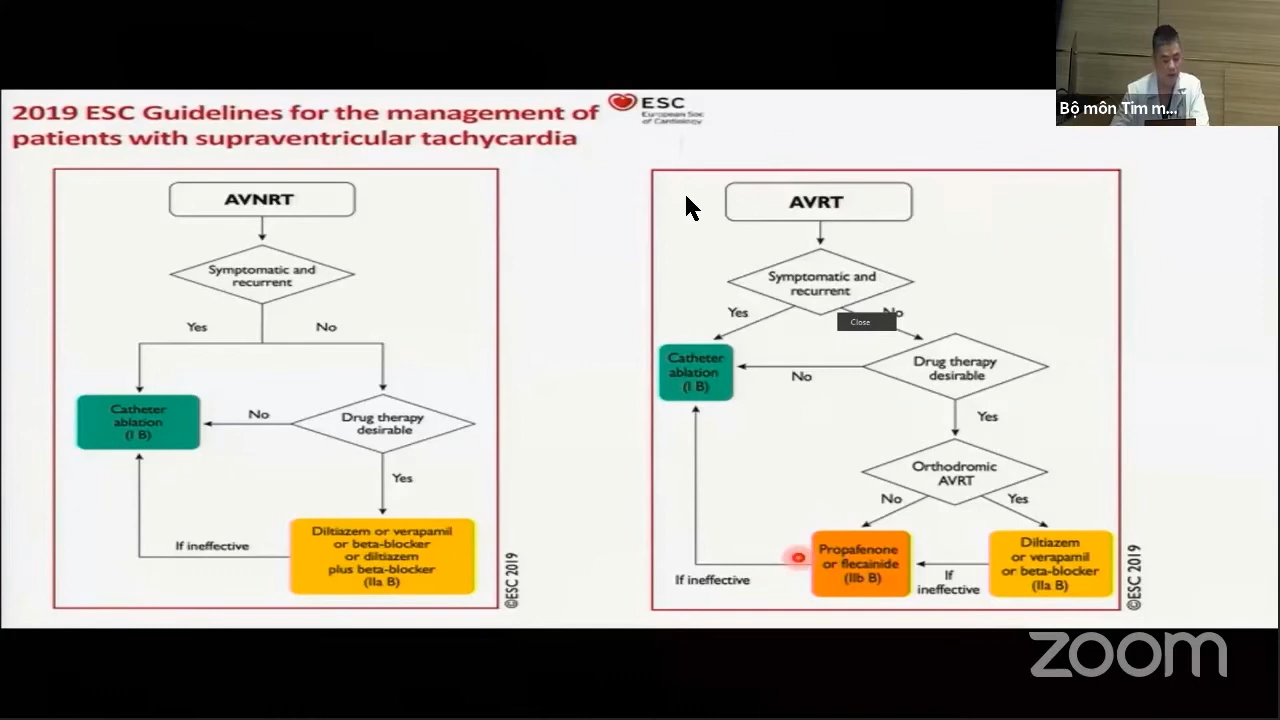 Bộ môn Tim m...
2019 ESC Guidelines for the management of
patients with supraventricular tachycardia
ESC
European Soc
of Cardiology
AVNRT
Symptomatic and
recurrent
Yes
No
Catheter
ablation
(I B)
No
Drug therapy
desirable
Yes
If ineffective
Diltiazem or verapamil
or beta-blocker
or diltiazem
plus beta-blocker
(IIa B)
©ESC 2019
AVRT
Symptomatic and
recurrent
Yes
No
Close
Catheter
ablation
(I B)
No
Drug therapy
desirable
Yes
Orthodromic
AVRT
No
Yes
If ineffective
Propafenone
or flecainide
(IIb B)
If
ineffective
Diltiazem
or verapamil
or beta-blocker
(IIa B)
©ESC 2019
zoom